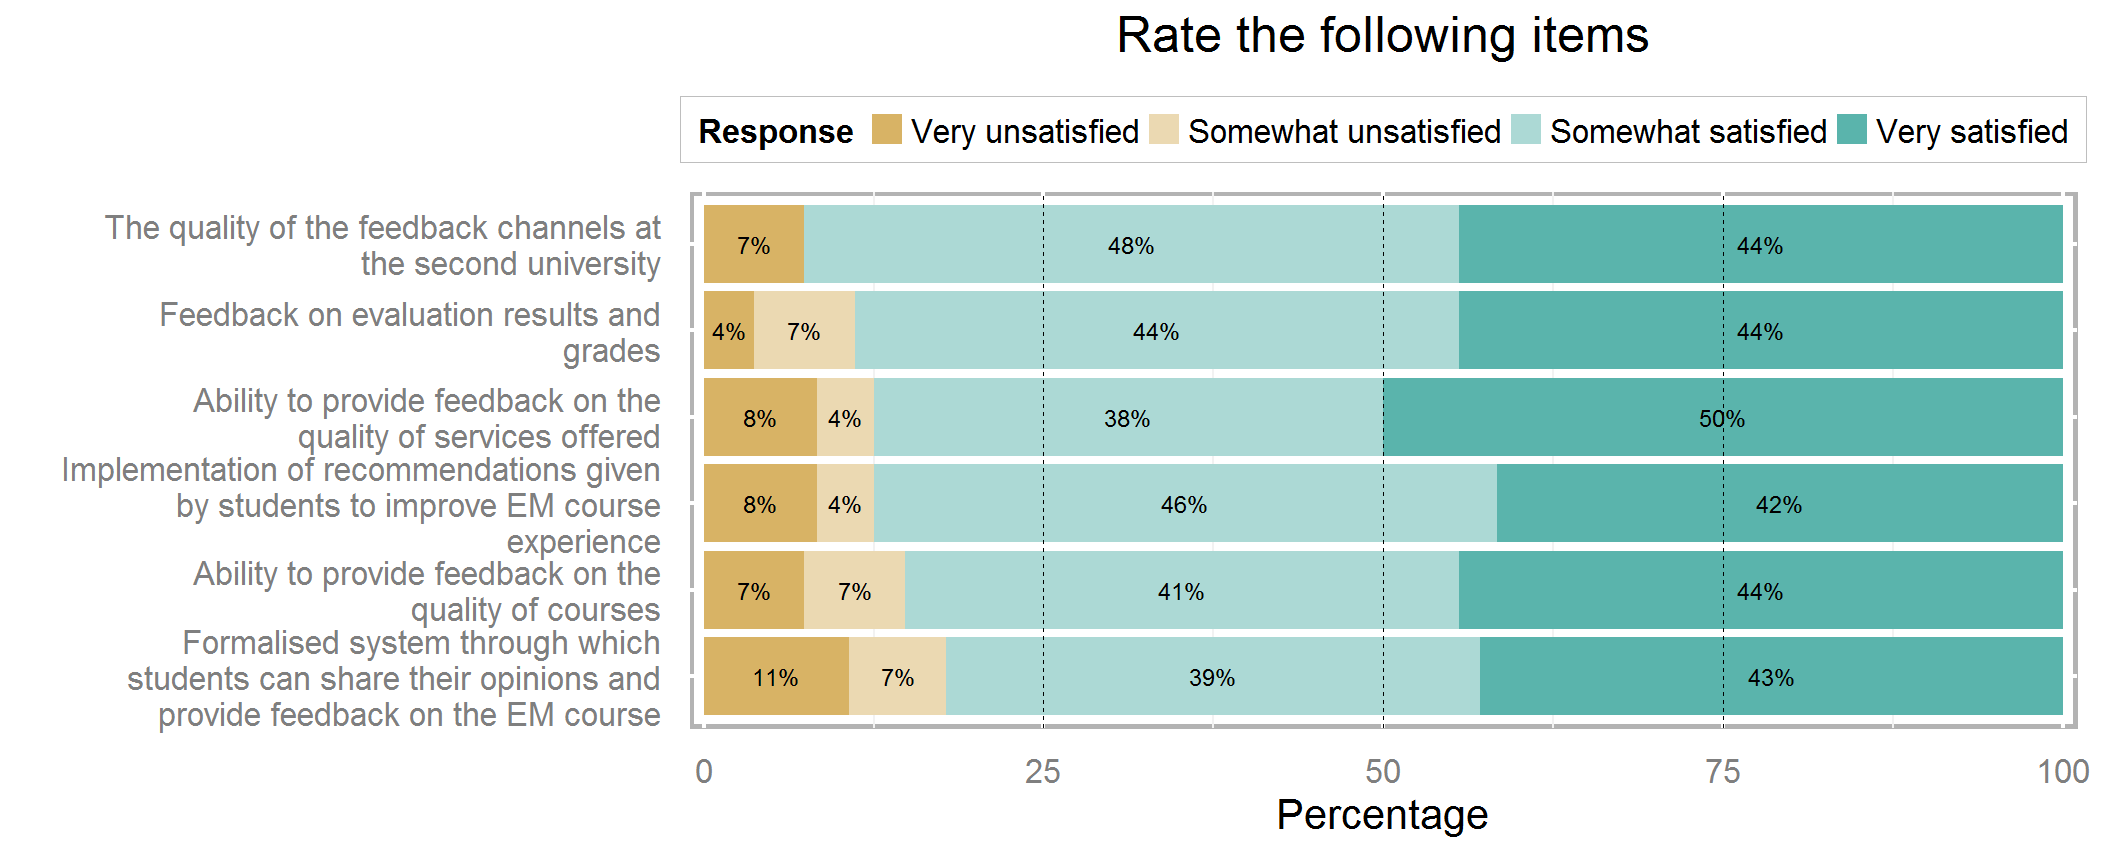 Rate the following items
Response Very unsatisfied Somewhat unsatisfied Somewhat satisfied Very satisfied
The quality of the feedback channels at
the second university
7% 48% 44%
Feedback on evaluation results and
grades
4% 7% 44% 44%
Ability to provide feedback on the
quality of services offered
8% 4% 38% 50%
Implementation of recommendations given
by students to improve EM course
experience
8% 4% 46% 42%
Ability to provide feedback on the
quality of courses
7% 7% 41% 44%
Formalised system through which
students can share their opinions and
provide feedback on the EM course
11% 7% 39% 43%
0 25 50 75 100
Percentage